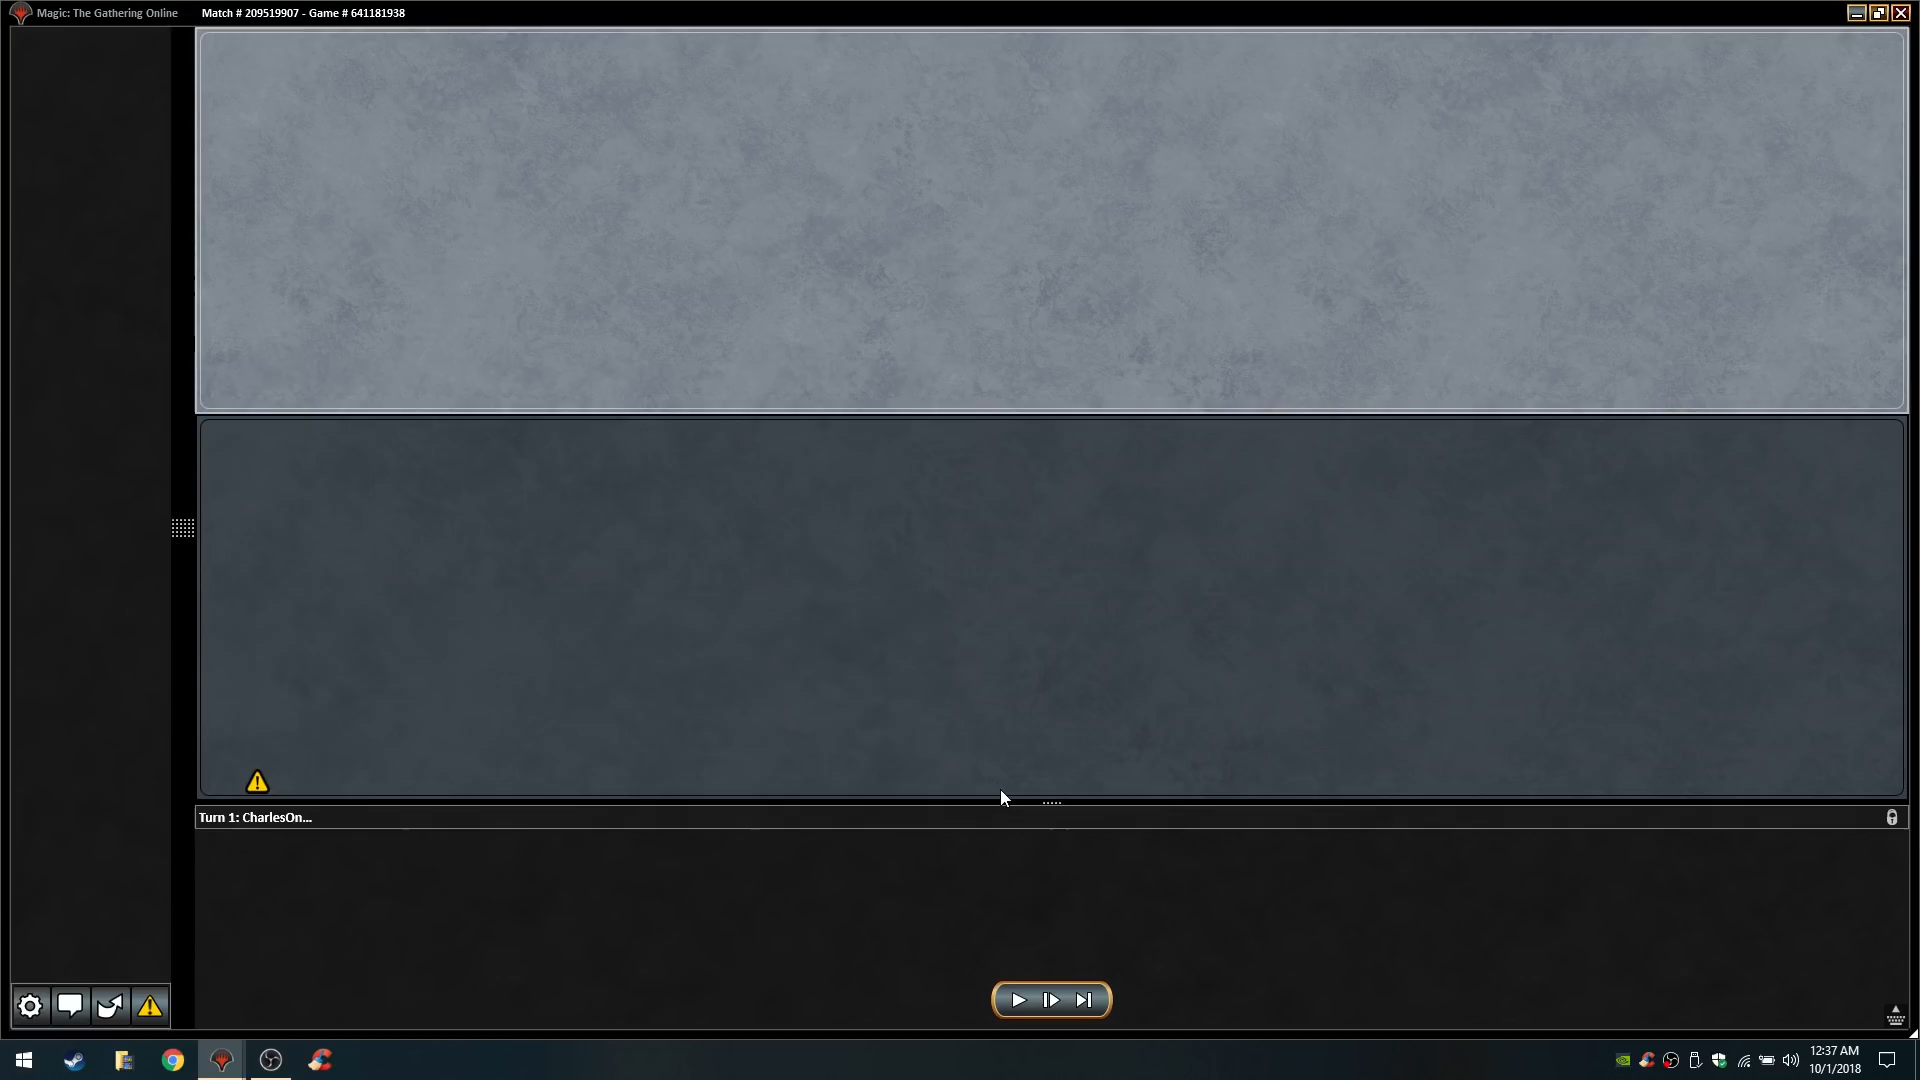 Magic: The Gathering Online
Match # 209519907 - Game # 641181938
Turn 1: CharlesOn...
12:37 AM
10/1/2018